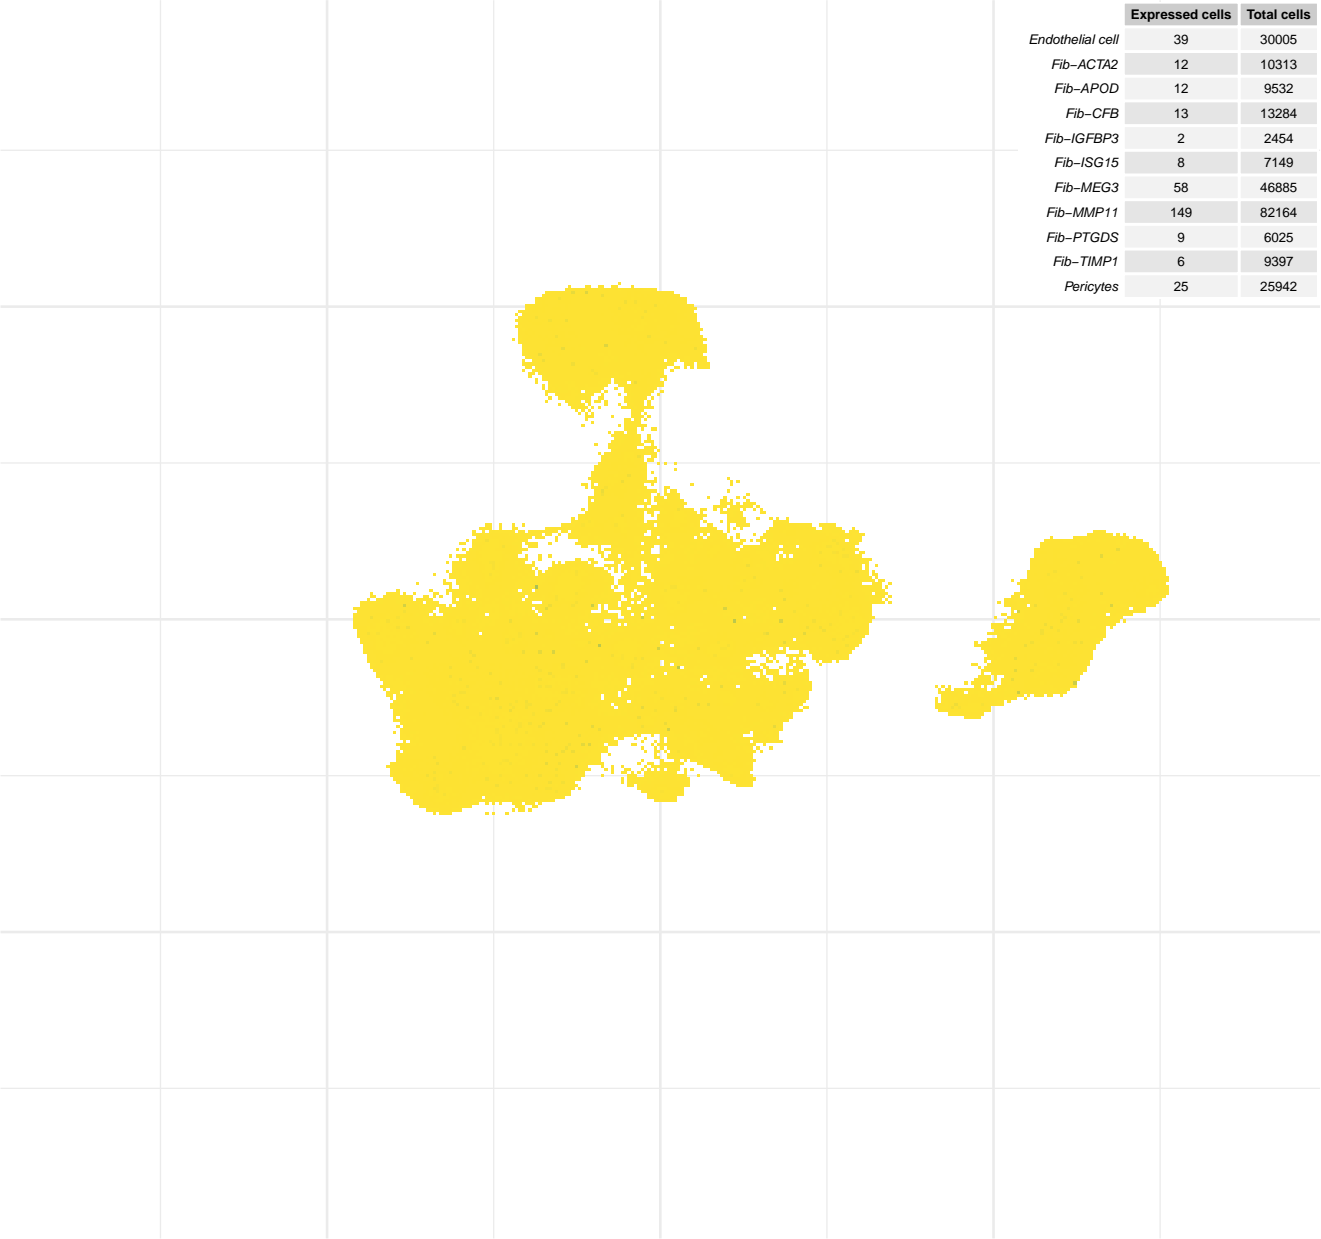 Expressed cells Total cells
Endothelial cell 39 30005
Fib−ACTA2 12 10313
Fib−APOD 12 9532
Fib−CFB 13 13284
Fib−IGFBP3 2 2454
Fib−ISG15 8 7149
Fib−MEG3 58 46885
Fib−MMP11 149 82164
Fib−PTGDS 9 6025
Fib−TIMP1 6 9397
Pericytes 25 25942